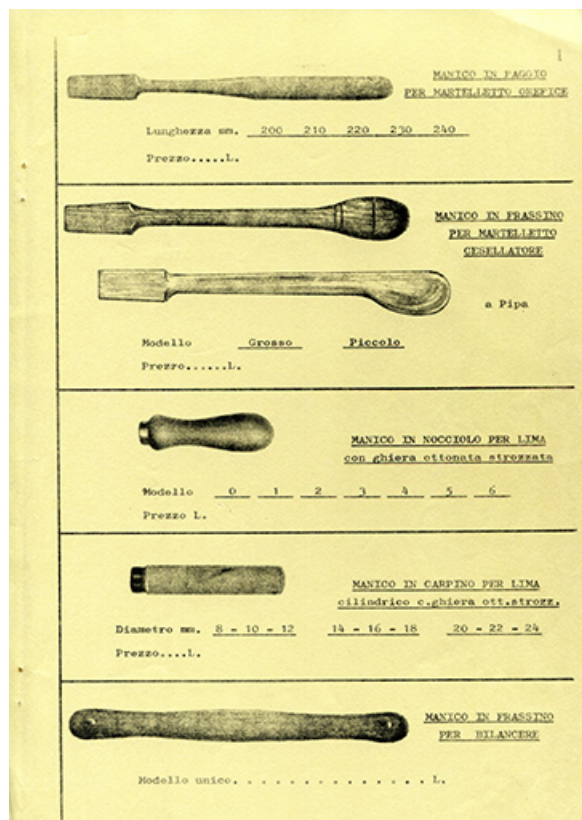 1
MANICO IN FAGGIO
PER MARTELLETTO OREFICE
Lunghezza mm. 200 210 220 230 240
Prezzo.....L.
MANICO IN FRASSINO
PER MARTELLETTO
CESELLATORE
a Pipa
Modello Grosso Piccolo
Prezzo......L.
MANICO IN NOCCIOLO PER LIMA
con ghiera ottonata strozzata
Modello 0 1 2 3 4 5 6
Prezzo L.
MANICO IN CARPINO PER LIMA
cilindrico c.ghiera ott.strozz.
Diametro mm. 8 - 10 - 12 14 - 16 - 18 20 - 22 - 24
Prezzo....L.
MANICO IN FRASSINO
PER BILANCERE
Modello unico. . . . . . . . . . . . . . .L.